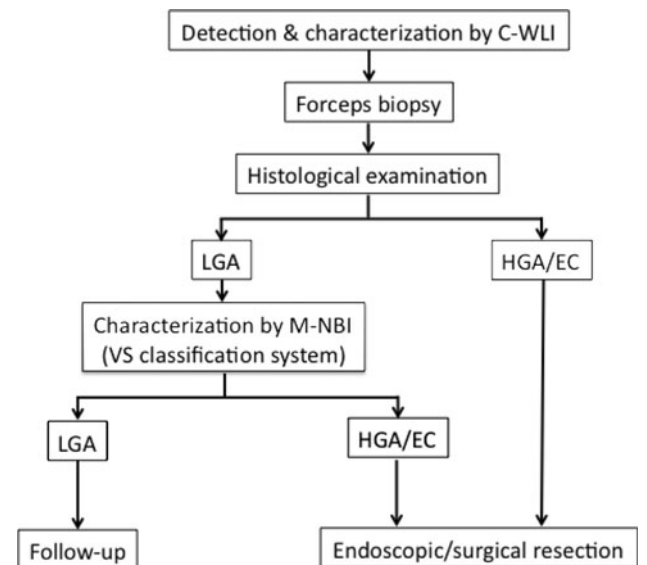 Detection & characterization by C-WLI
Forceps biopsy
Histological examination
LGA
HGA/EC
Characterization by M-NBI
(VS classification system)
LGA
HGA/EC
Follow-up
Endoscopic/surgical resection